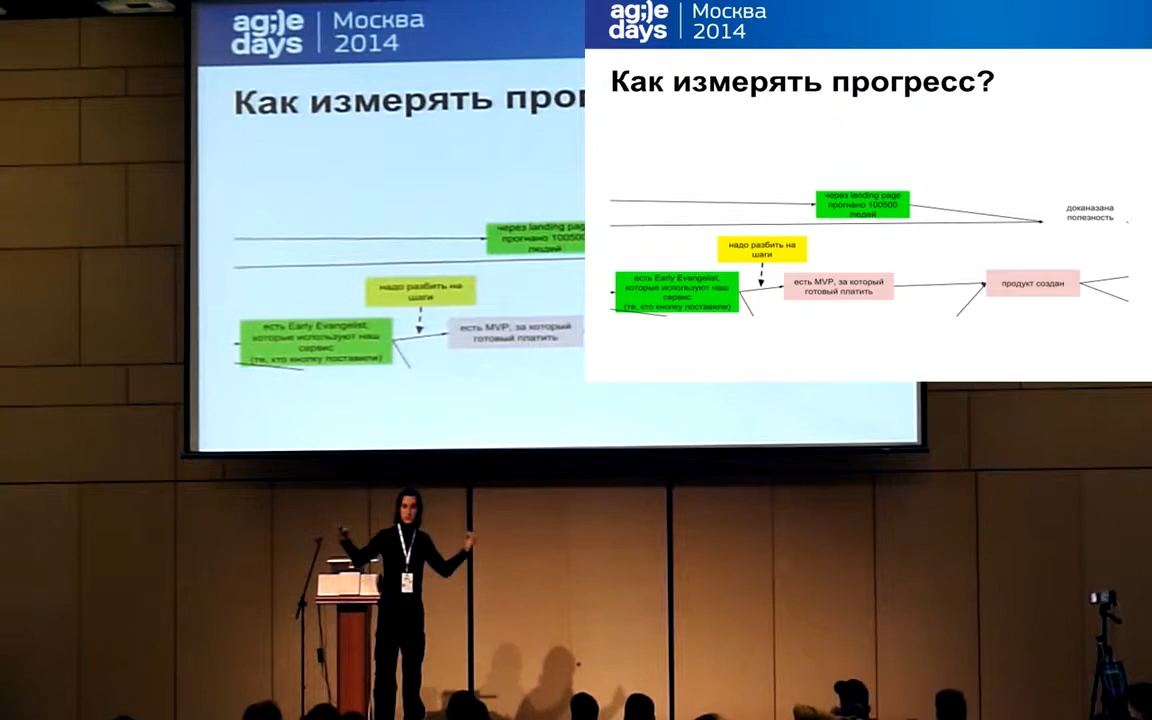 ag;)e
days
Москва
2014
Как измерять про
через landing pag
прогнано 100500
людей
надо разбить на
шаги
есть Early Evangelist,
которые используют наш
сервис
(те, кто кнопку поставили)
есть MVP, за который
готовый платить
ag;)e
days
Москва
2014
Как измерять прогресс?
через landing page
прогнано 100500
людей
доканазана
полезность
надо разбить на
шаги
есть Early Evangelist,
которые используют наш
сервис
(те, кто кнопку поставили)
есть MVP, за который
готовый платить
продукт создан